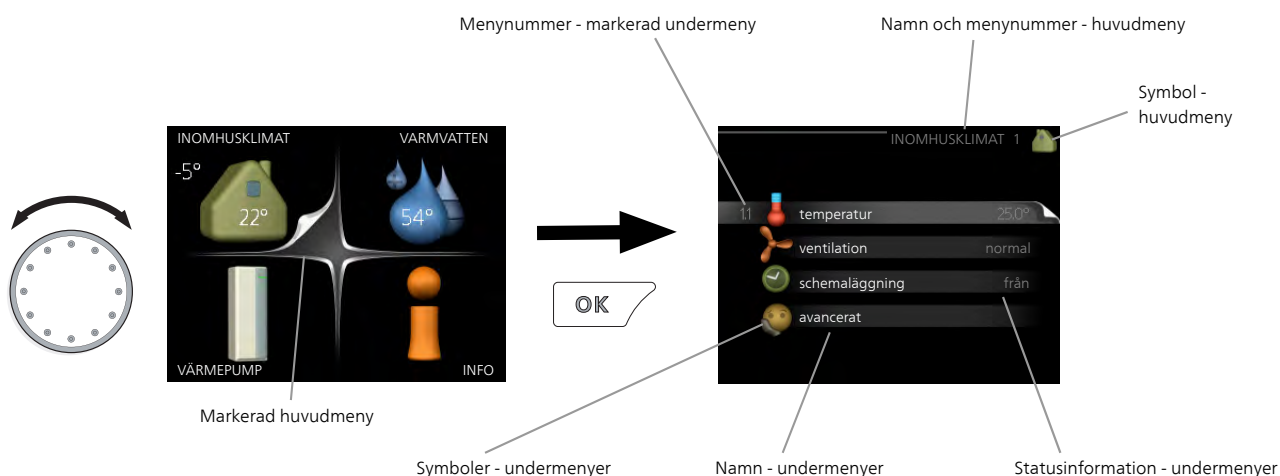 Menynummer - markerad undermeny
Namn och menynummer - huvudmeny
Symbol -
huvudmeny
INOMHUSKLIMAT
VARMVATTEN
-5°
22°
54°
VÄRMEPUMP
INFO
Markerad huvudmeny
OK
INOMHUSKLIMAT 1
1.1 temperatur 25.0°
ventilation normal
schemaläggning från
avancerat
Symboler - undermenyer
Namn - undermenyer
Statusinformation - undermenyer